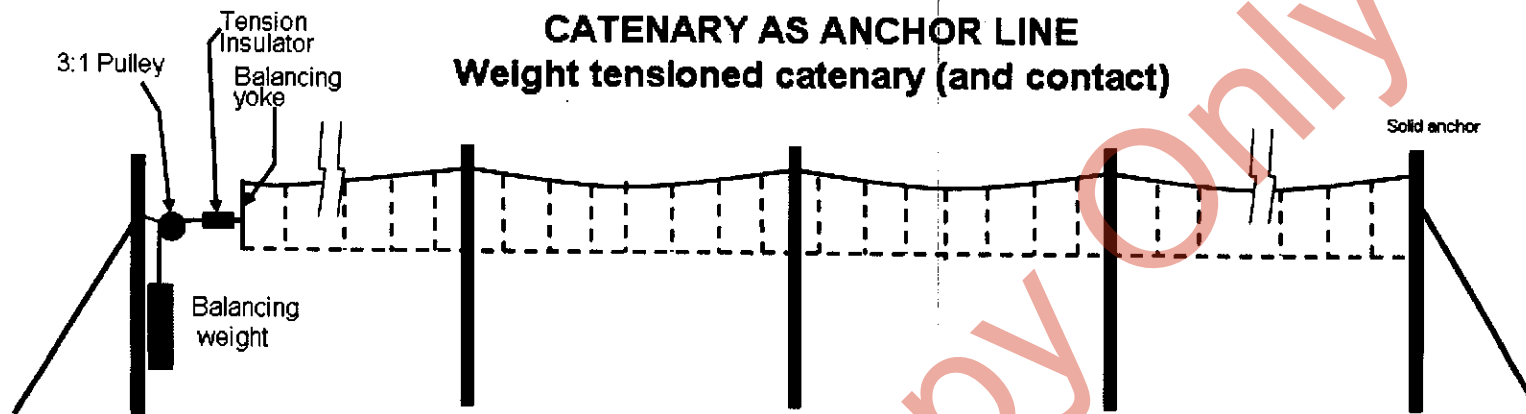 CATENARY AS ANCHOR LINE
Weight tensioned catenary (and contact)
Tension
Insulator
3:1 Pulley
Balancing
yoke
Solid anchor
Balancing
weight
py Only